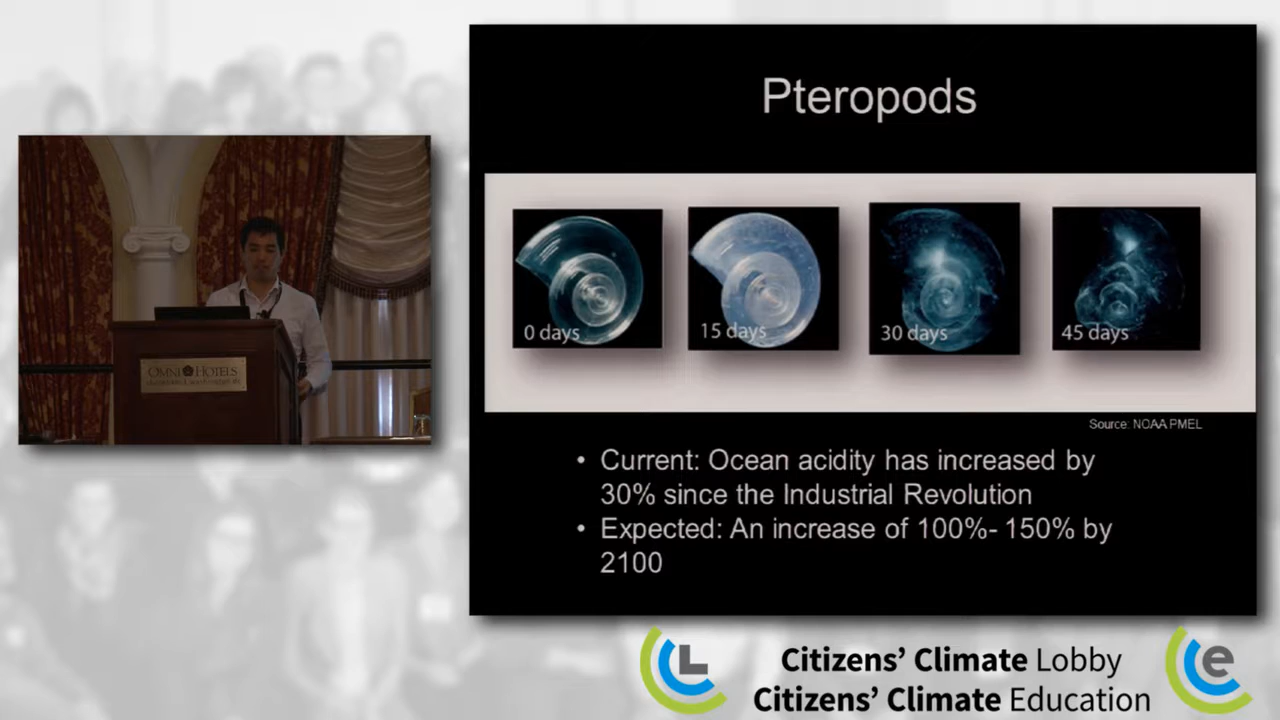 Pteropods
0 days
15 days
30 days
45 days
Source: NOAA PMEL
• Current: Ocean acidity has increased by
30% since the Industrial Revolution
• Expected: An increase of 100%- 150% by
2100
OMNI HOTELS
L
Citizens’ Climate Lobby
e
Citizens’ Climate Education